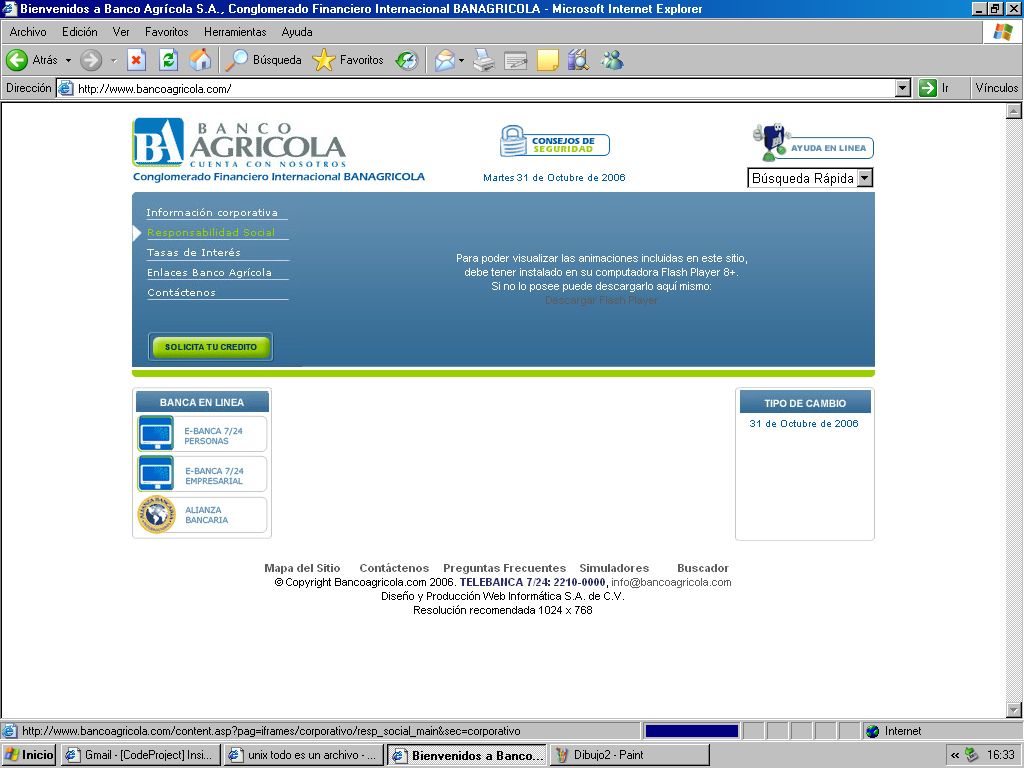 Bienvenidos a Banco Agrícola S.A., Conglomerado Financiero Internacional BANAGRICOLA - Microsoft Internet Explorer
Archivo Edición Ver Favoritos Herramientas Ayuda
Atrás Búsqueda Favoritos
Dirección http://www.bancoagricola.com/ Ir Vínculos
BA BANCO
AGRICOLA
CUENTA CON NOSOTROS
Conglomerado Financiero Internacional BANAGRICOLA
CONSEJOS DE
SEGURIDAD
Martes 31 de Octubre de 2006
AYUDA EN LINEA
Búsqueda Rápida
Información corporativa
Responsabilidad Social
Tasas de Interés
Enlaces Banco Agrícola
Contáctenos
SOLICITA TU CREDITO
Para poder visualizar las animaciones incluidas en este sitio,
debe tener instalado en su computadora Flash Player 8+.
Si no lo posee puede descargarlo aquí mismo:
Descargar Flash Player
BANCA EN LINEA
E-BANCA 7/24
PERSONAS
E-BANCA 7/24
EMPRESARIAL
ALIANZA
BANCARIA
TIPO DE CAMBIO
31 de Octubre de 2006
Mapa del Sitio Contáctenos Preguntas Frecuentes Simuladores Buscador
© Copyright Bancoagricola.com 2006. TELEBANCA 7/24: 2210-0000, info@bancoagricola.com
Diseño y Producción Web Informática S.A. de C.V.
Resolución recomendada 1024 x 768
http://www.bancoagricola.com/content.asp?pag=iframes/corporativo/resp_social_main&sec=corporativo Internet
Inicio Gmail - [CodeProject] Insi... unix todo es un archivo - ... Bienvenidos a Banco... Dibujo2 - Paint « 16:33